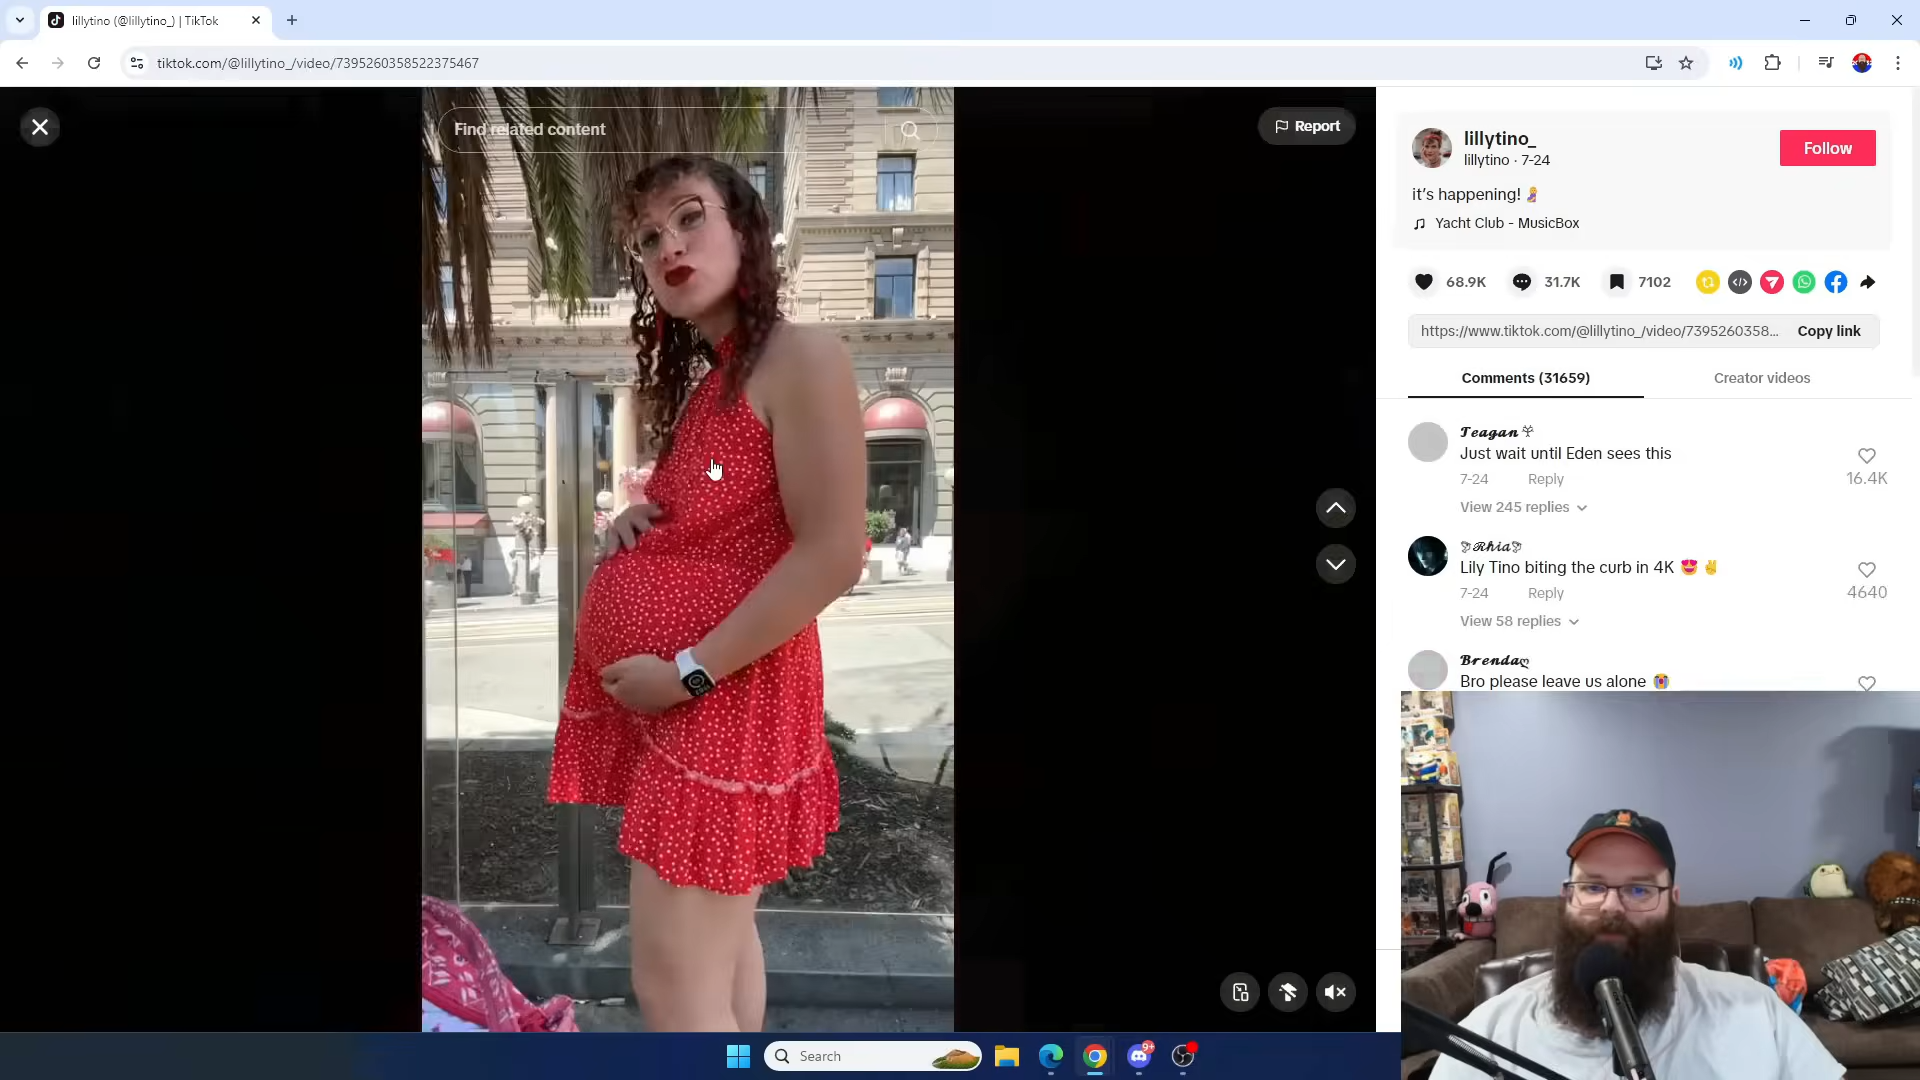 lillytino (@lillytino_) | TikTok
tiktok.com/@lillytino_/video/7395260358522375467
Find related content
Report
lillytino_
lillytino · 7-24
Follow
it's happening! 🤰
Yacht Club - MusicBox
68.9K
31.7K
7102
https://www.tiktok.com/@lillytino_/video/7395260358...
Copy link
Comments (31659)
Creator videos
𝓣𝓮𝓪𝓰𝓪𝓷
Just wait until Eden sees this
7-24 Reply
16.4K
View 245 replies
𝓡𝓱𝓲𝓪
Lily Tino biting the curb in 4K 😍✌️
7-24 Reply
4640
View 58 replies
𝓑𝓻𝓮𝓷𝓭𝓪ღ
Bro please leave us alone 😭
Search
9+